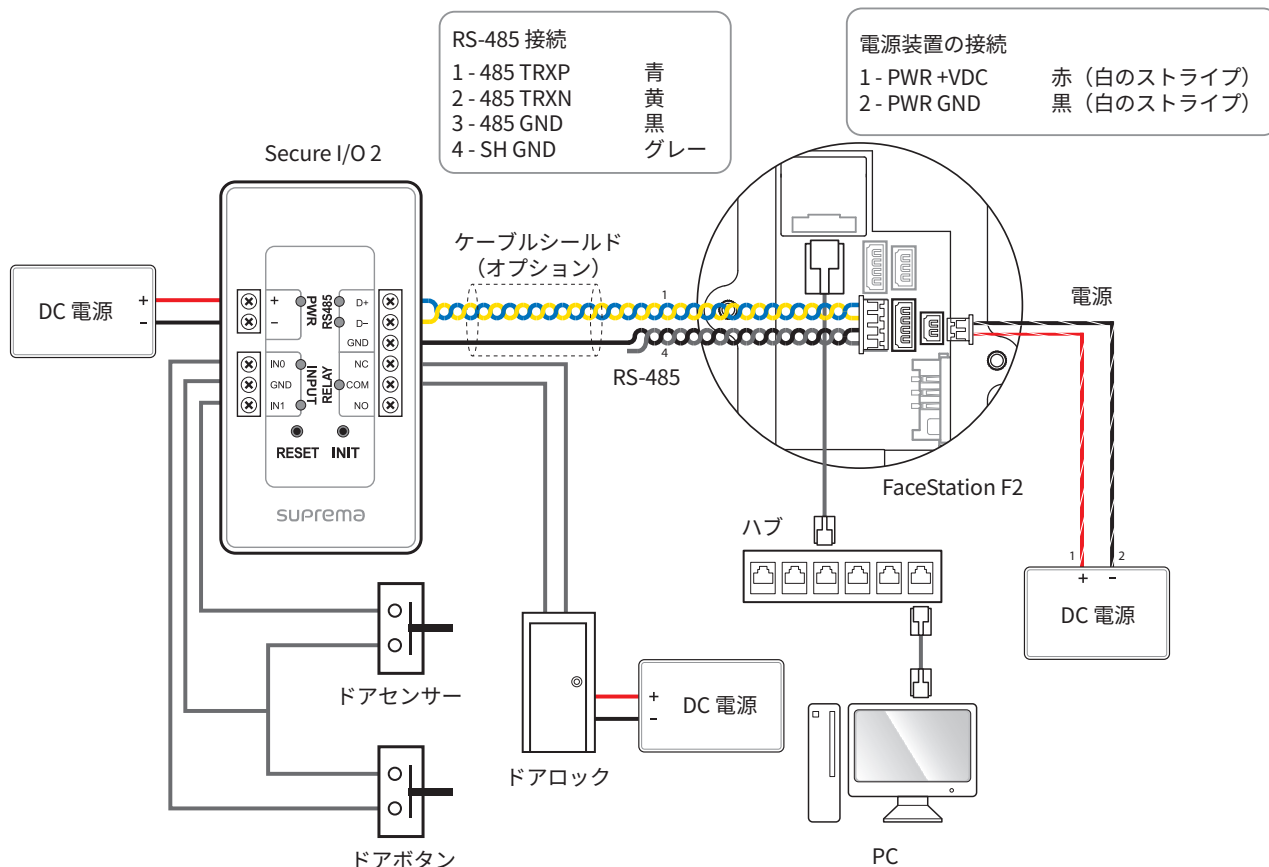 RS-485 接続
1 - 485 TRXP 青
2 - 485 TRXN 黄
3 - 485 GND 黒
4 - SH GND グレー
電源装置の接続
1 - PWR +VDC 赤（白のストライプ）
2 - PWR GND 黒（白のストライプ）
Secure I/O 2
ケーブルシールド
（オプション）
DC 電源
+
-
+
-
PWR
RS485
D+
D-
GND
IN0
GND
IN1
INPUT
RELAY
NC
COM
NO
RESET INIT
suprema
1
4
RS-485
電源
FaceStation F2
ハブ
1
2
+
-
DC 電源
ドアセンサー
ドアボタン
ドアロック
+
-
DC 電源
PC